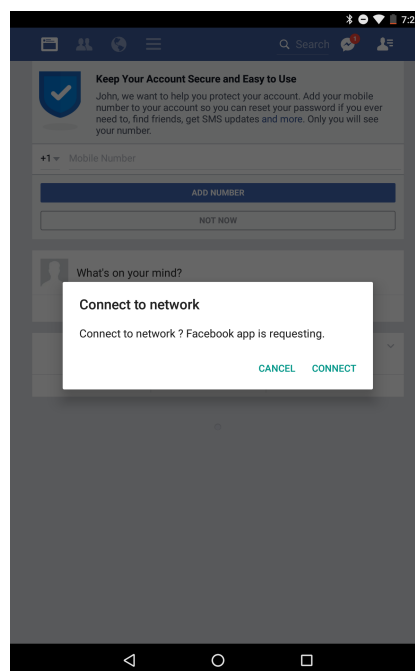 7:2
Search
1
Keep Your Account Secure and Easy to Use
John, we want to help you protect your account. Add your mobile
number to your account so you can reset your password if you ever
need to, find friends, get SMS updates and more. Only you will see
your number.
+1 Mobile Number
ADD NUMBER
NOT NOW
What's on your mind?
Connect to network
Connect to network ? Facebook app is requesting.
CANCEL CONNECT